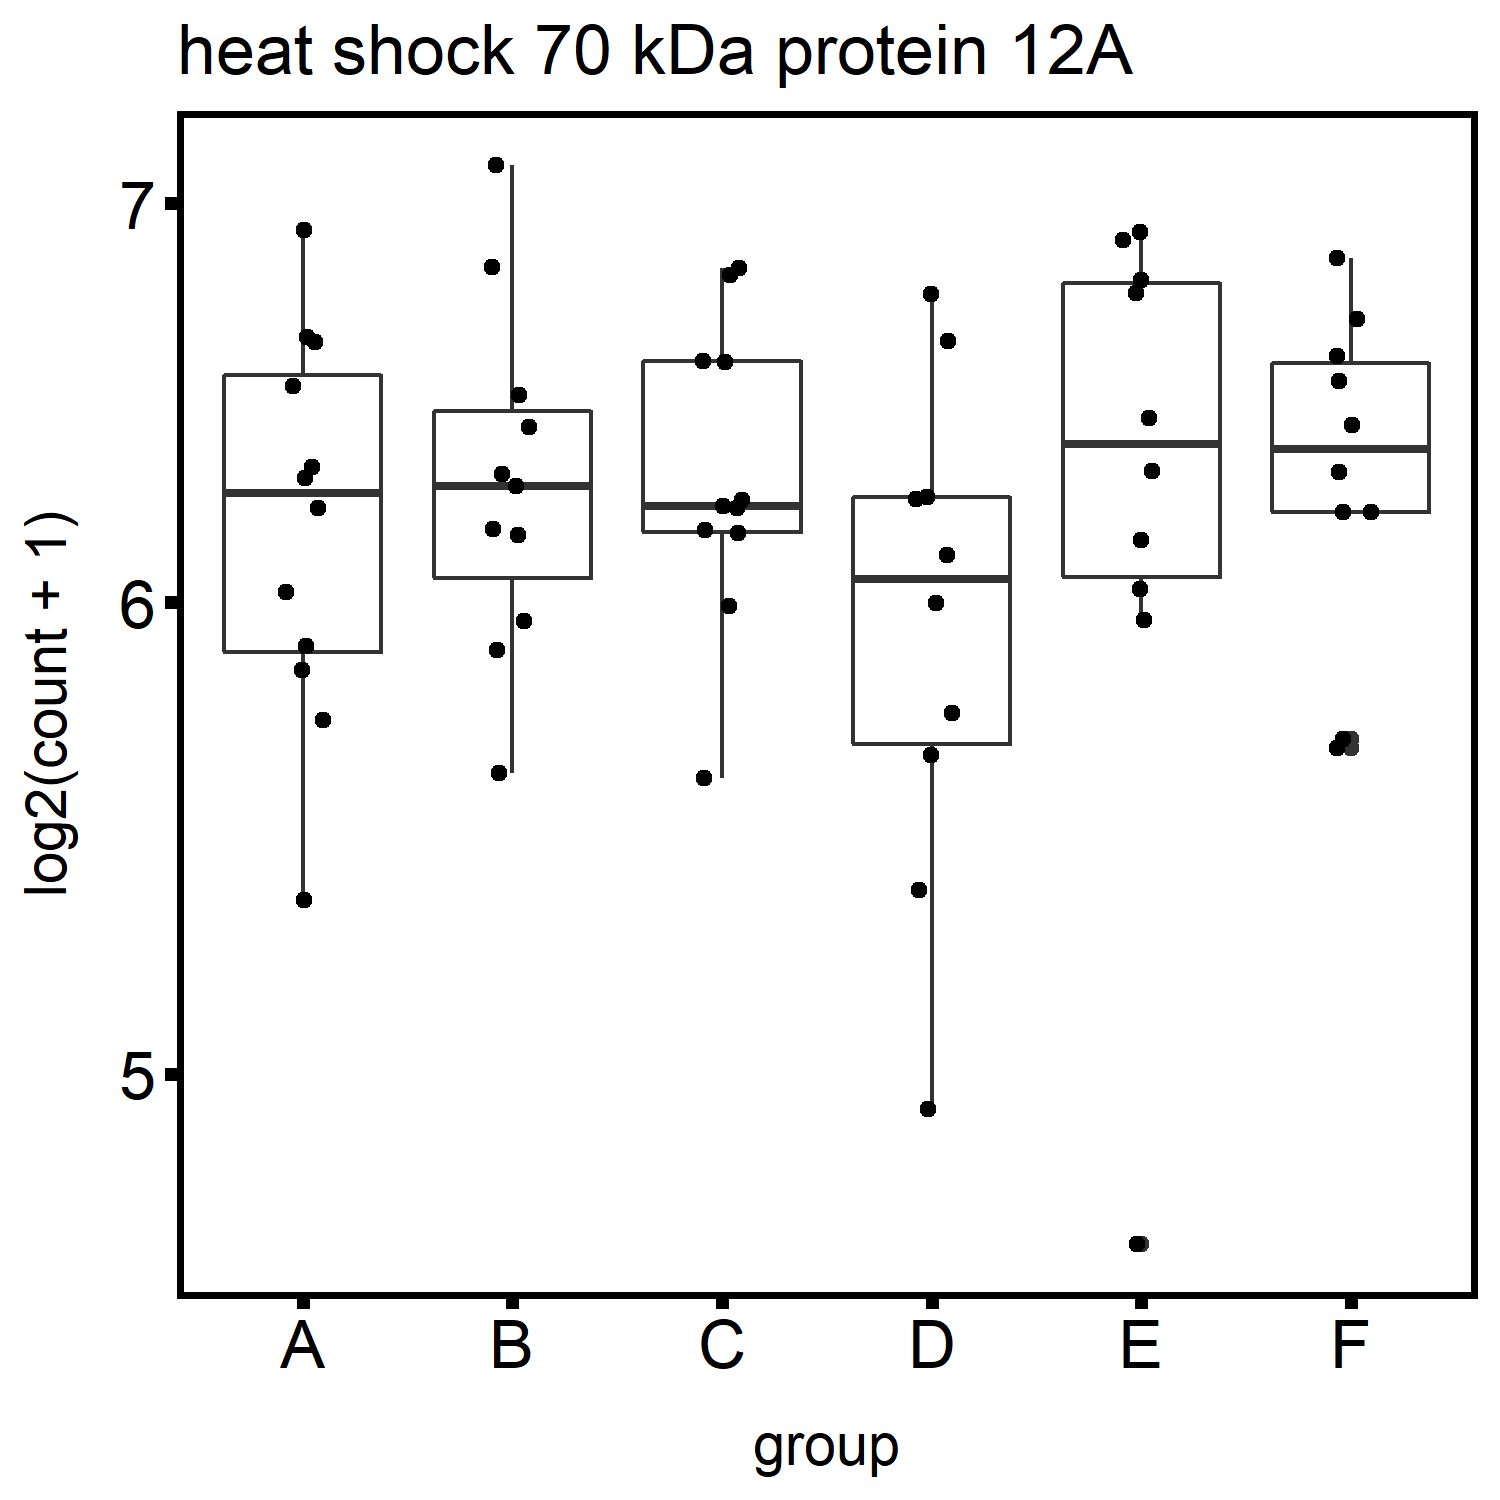 heat shock 70 kDa protein 12A
log2(count + 1)
7
6
5
A B C D E F
group